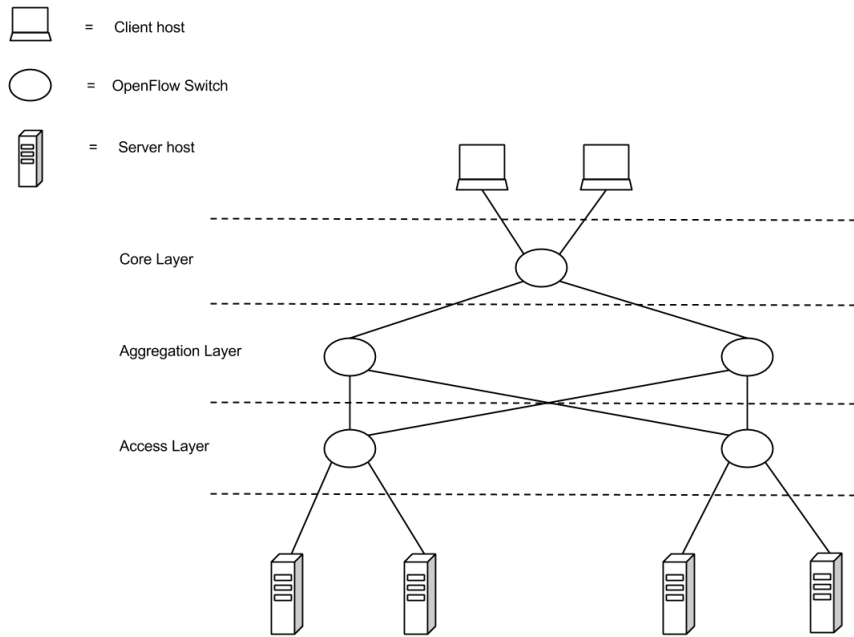 = Client host
= OpenFlow Switch
= Server host
Core Layer
Aggregation Layer
Access Layer